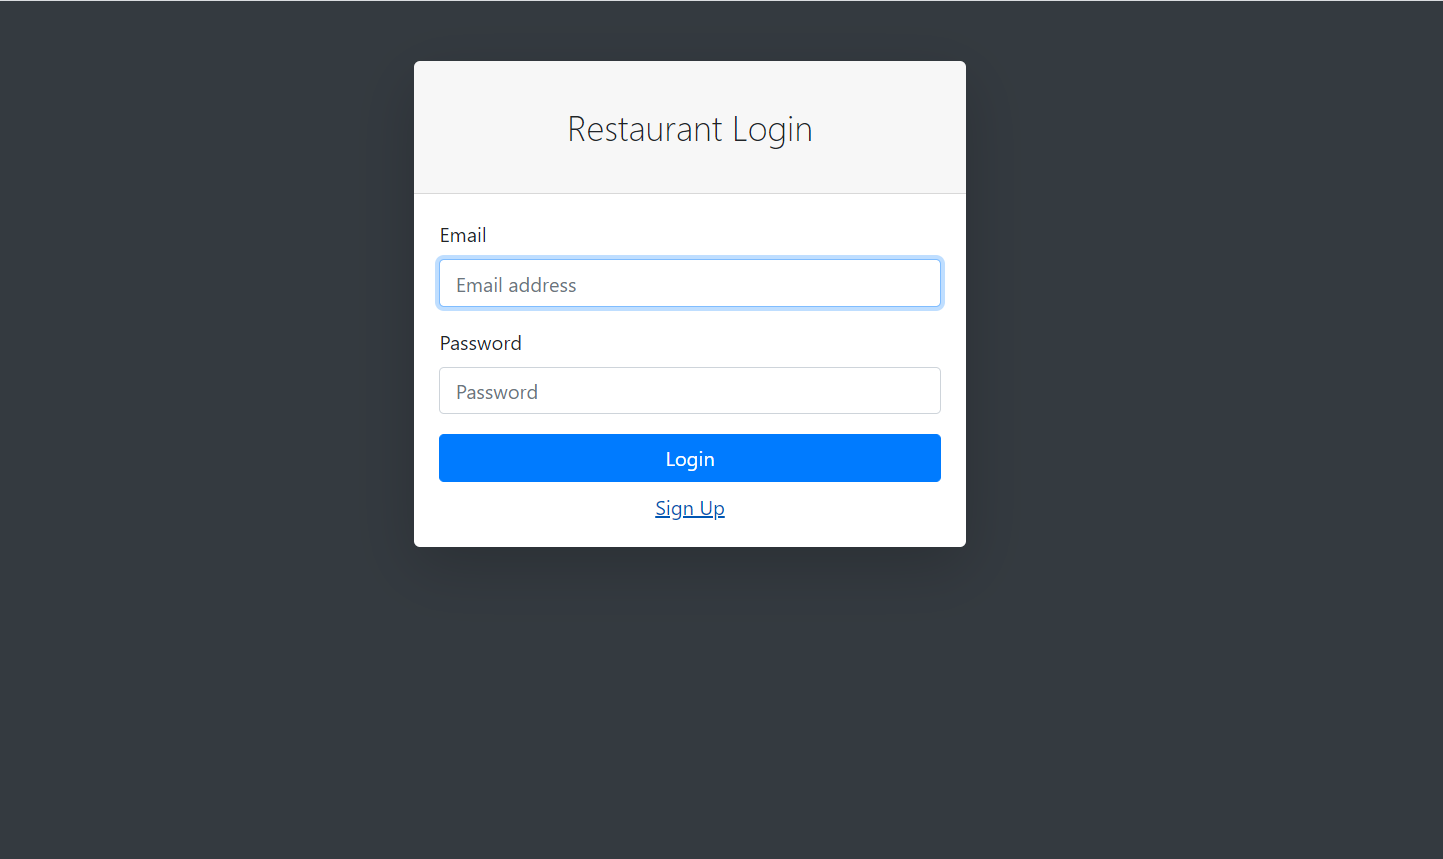 Restaurant Login
Email
Email address
Password
Password
Login
Sign Up